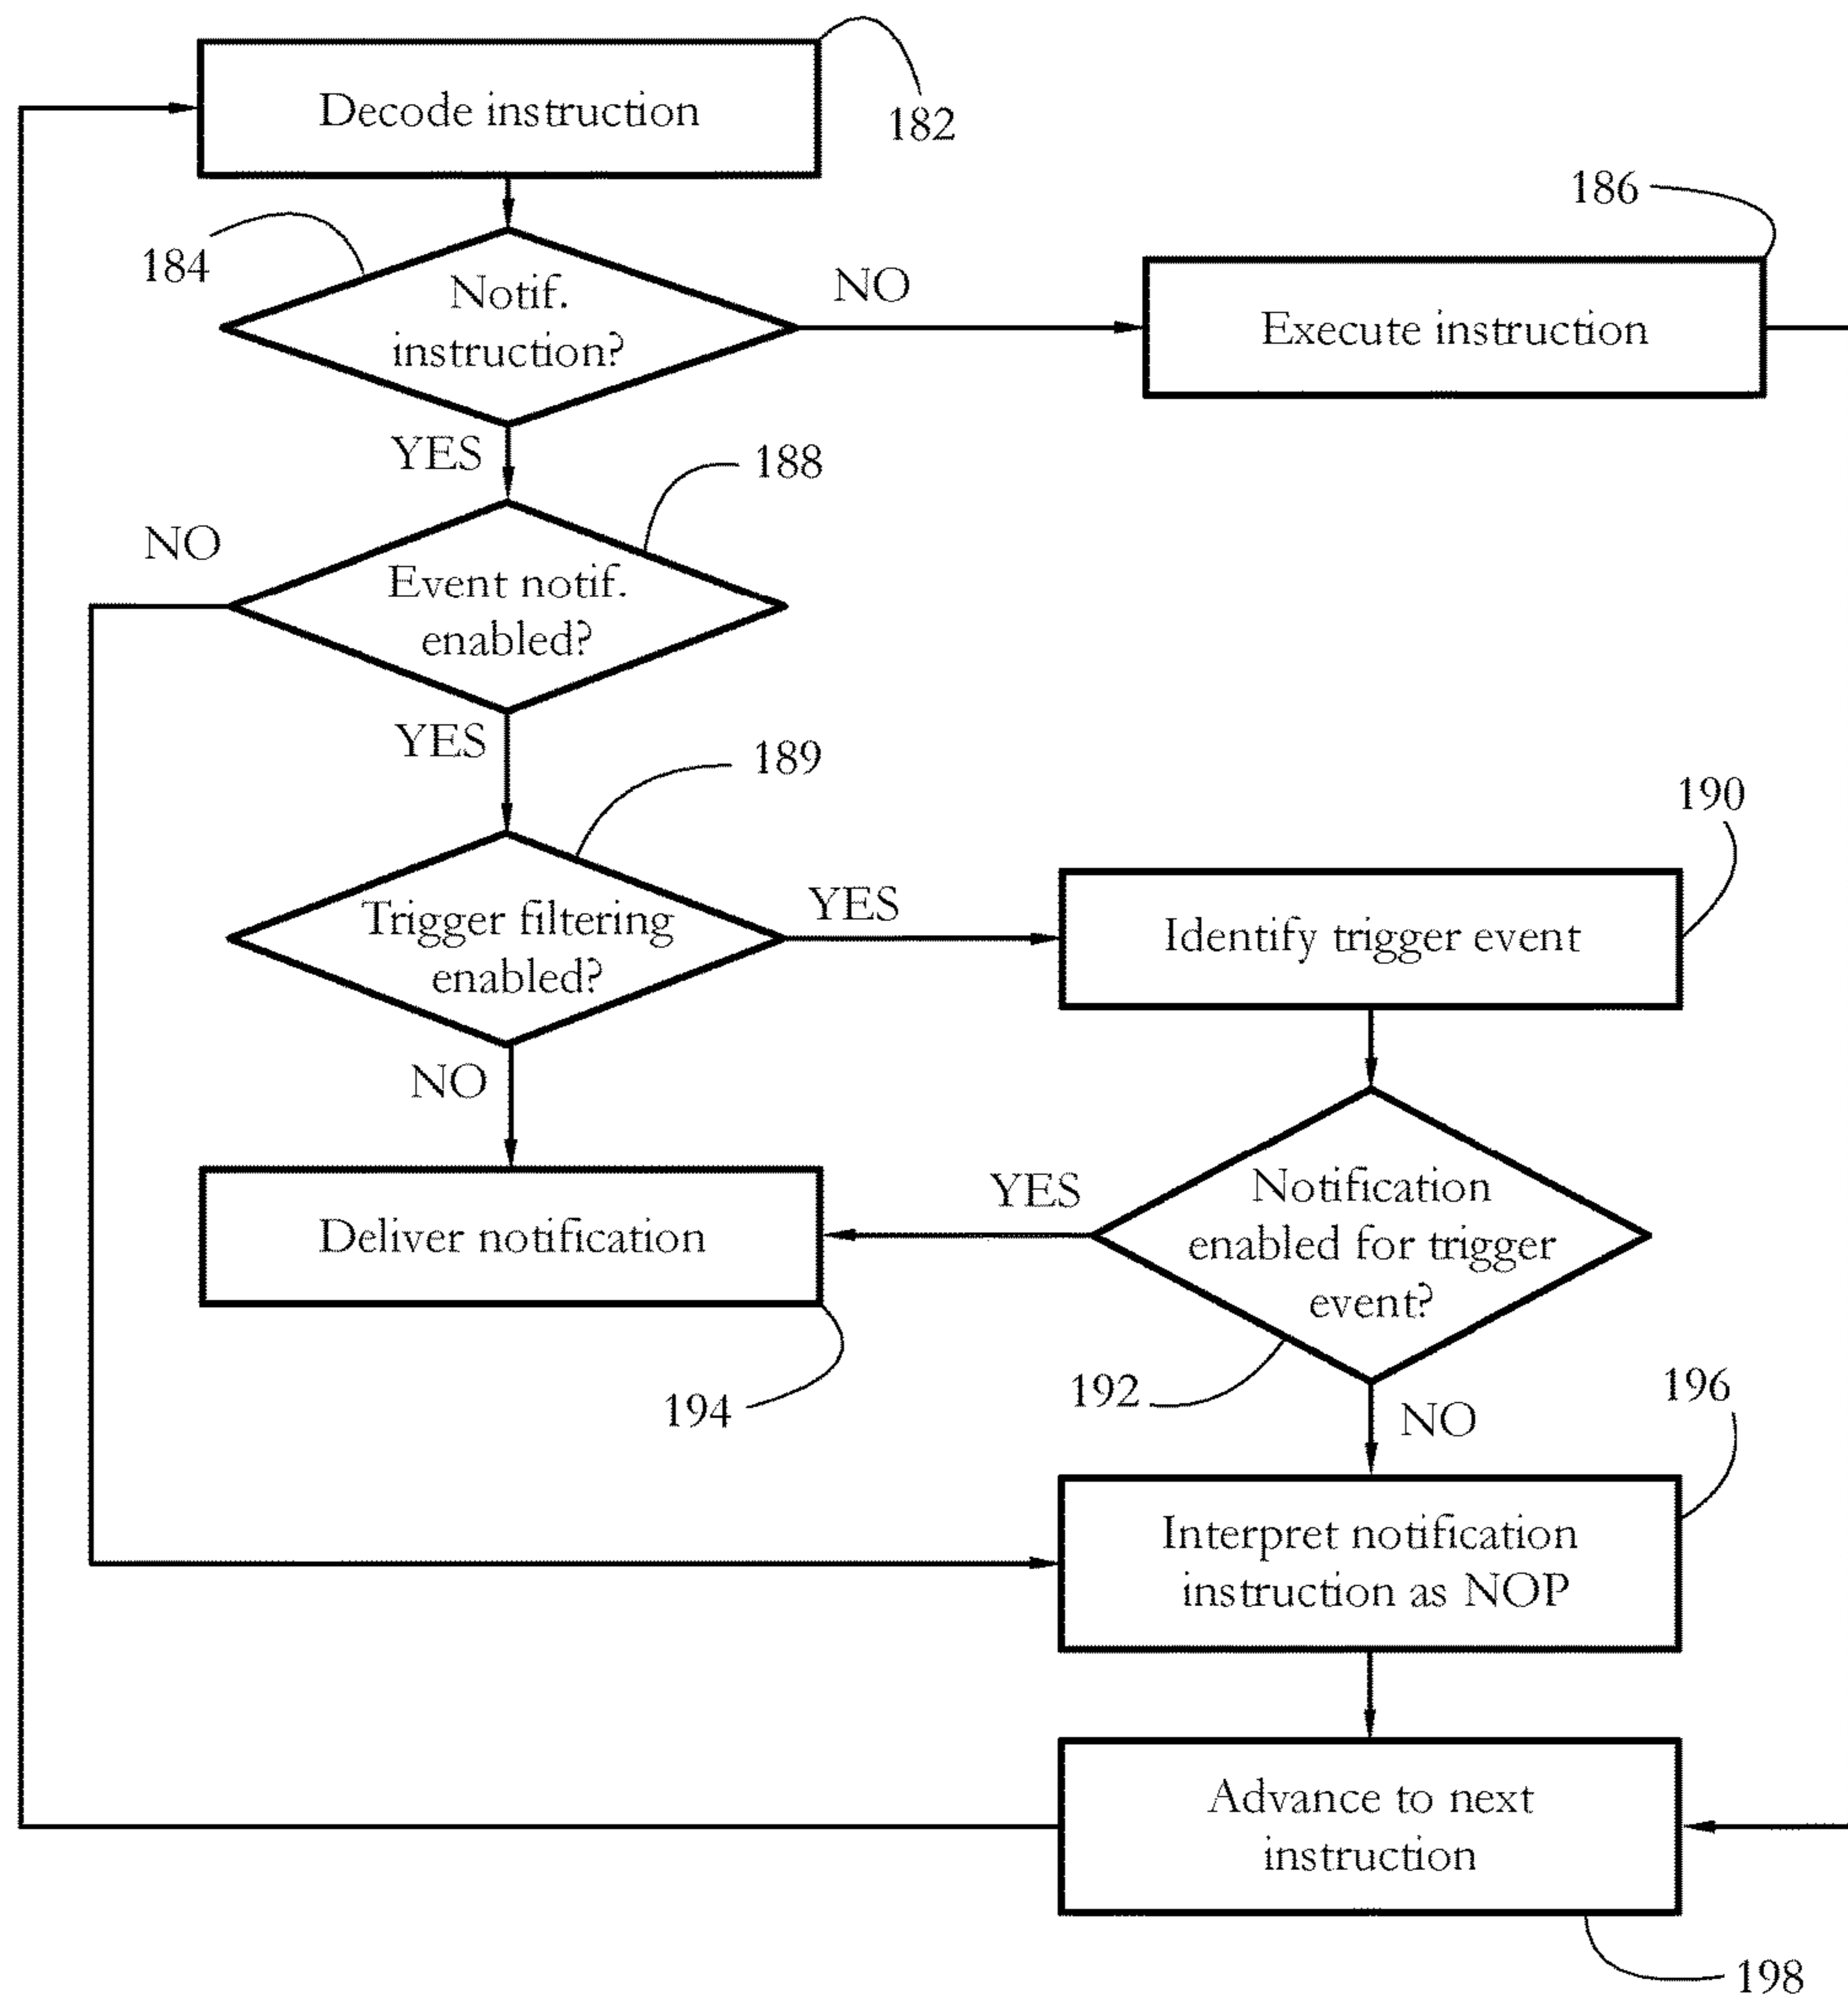 Decode instruction
182
184
Notif.
instruction?
NO
186
Execute instruction
YES
188
NO
Event notif.
enabled?
YES
189
Trigger filtering
enabled?
YES
190
Identify trigger event
NO
Deliver notification
194
YES
Notification
enabled for trigger
event?
192
NO
196
Interpret notification
instruction as NOP
Advance to next
instruction
198